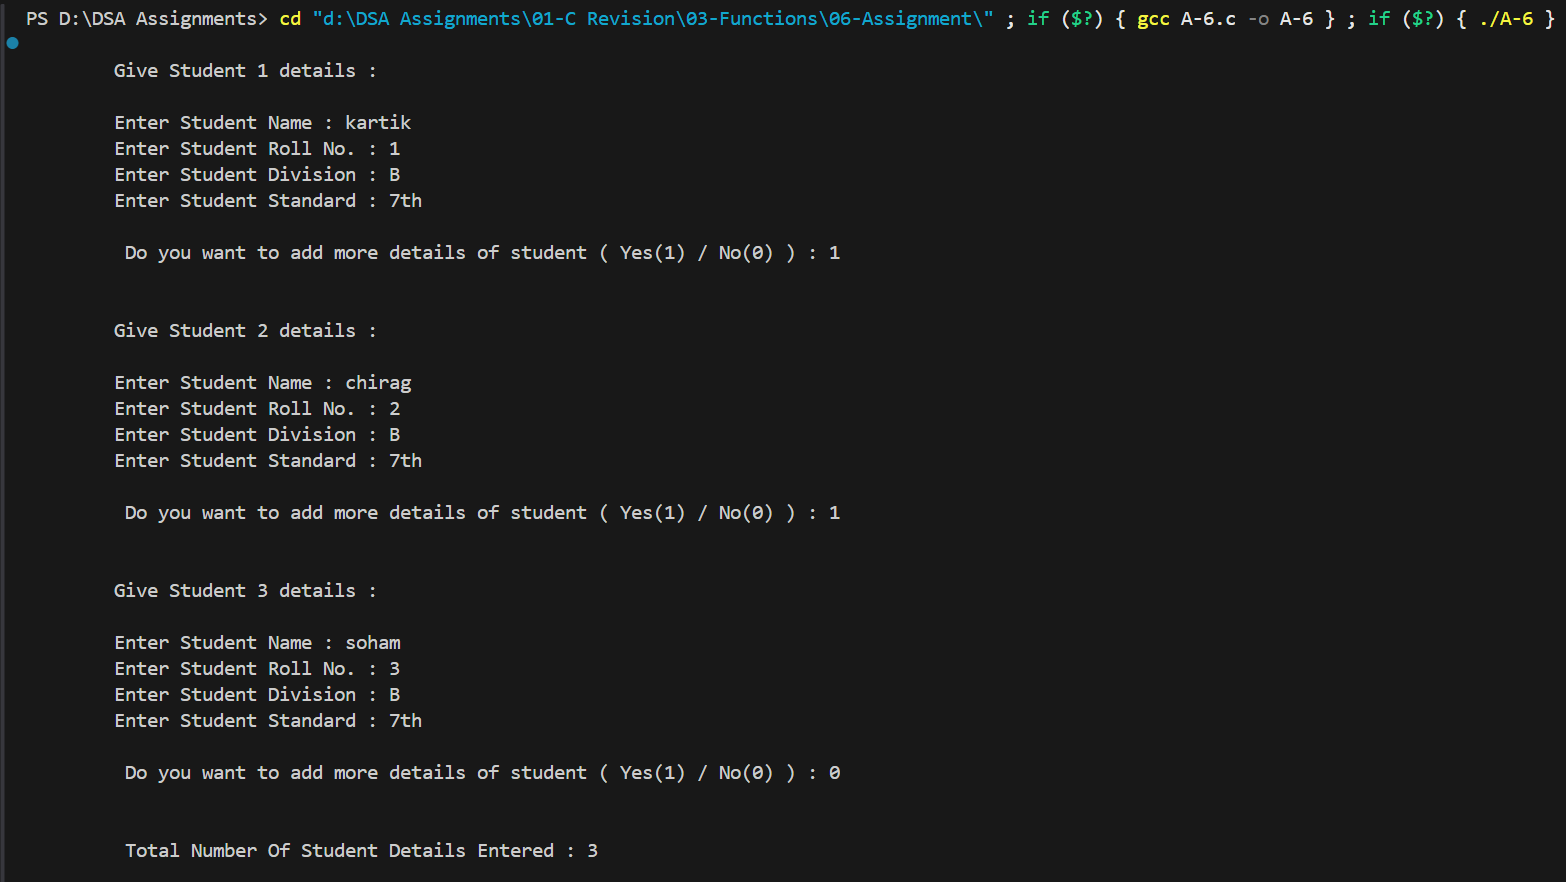 PS D:\DSA Assignments> cd "d:\DSA Assignments\01-C Revision\03-Functions\06-Assignment\" ; if ($?) { gcc A-6.c -o A-6 } ; if ($?) { ./A-6 }
Give Student 1 details :
Enter Student Name : kartik
Enter Student Roll No. : 1
Enter Student Division : B
Enter Student Standard : 7th
Do you want to add more details of student ( Yes(1) / No(0) ) : 1
Give Student 2 details :
Enter Student Name : chirag
Enter Student Roll No. : 2
Enter Student Division : B
Enter Student Standard : 7th
Do you want to add more details of student ( Yes(1) / No(0) ) : 1
Give Student 3 details :
Enter Student Name : soham
Enter Student Roll No. : 3
Enter Student Division : B
Enter Student Standard : 7th
Do you want to add more details of student ( Yes(1) / No(0) ) : 0
Total Number Of Student Details Entered : 3